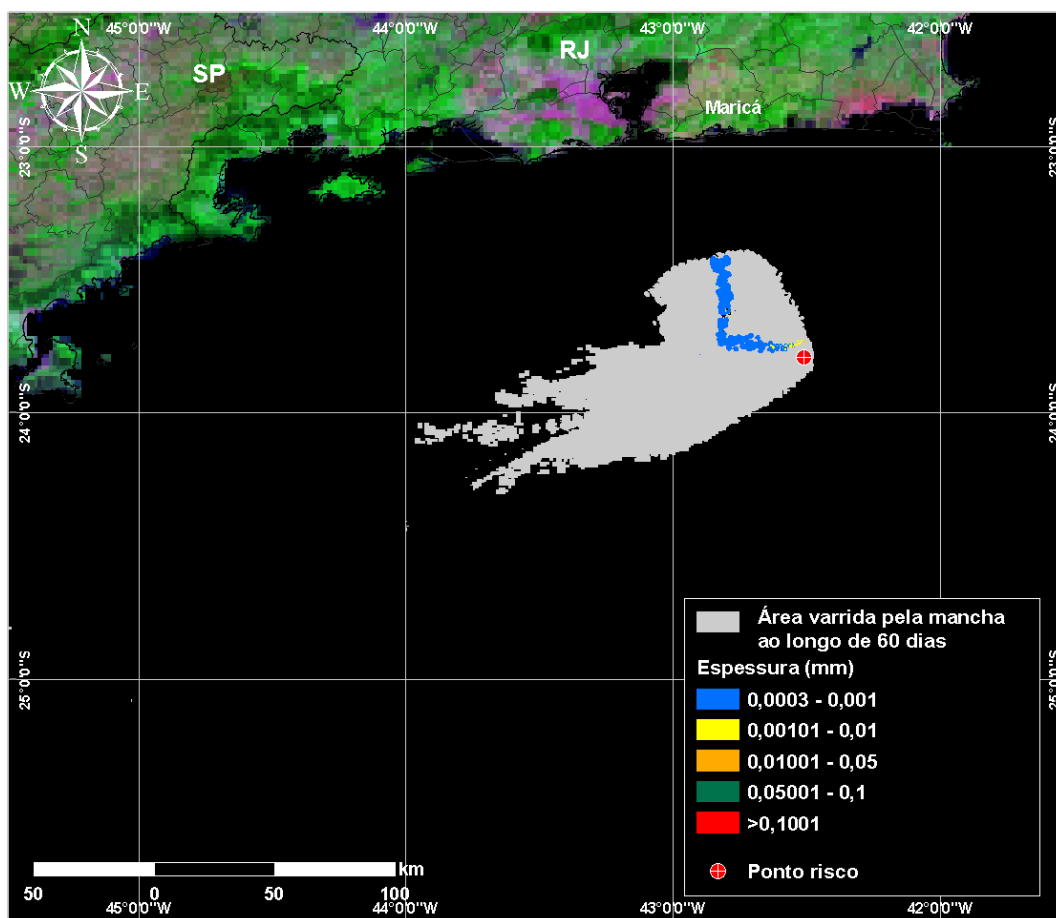 45°0'0"W 44°0'0"W 43°0'0"W 42°0'0"W
N
W E
S
SP
RJ
Maricá
23°0'0"S 23°0'0"S
24°0'0"S 24°0'0"S
25°0'0"S 25°0'0"S
Área varrida pela mancha
ao longo de 60 dias
Espessura (mm)
0,0003 - 0,001
0,00101 - 0,01
0,01001 - 0,05
0,05001 - 0,1
>0,1001
Ponto risco
km
50 0 50 100
45°0'0"W 44°0'0"W 43°0'0"W 42°0'0"W